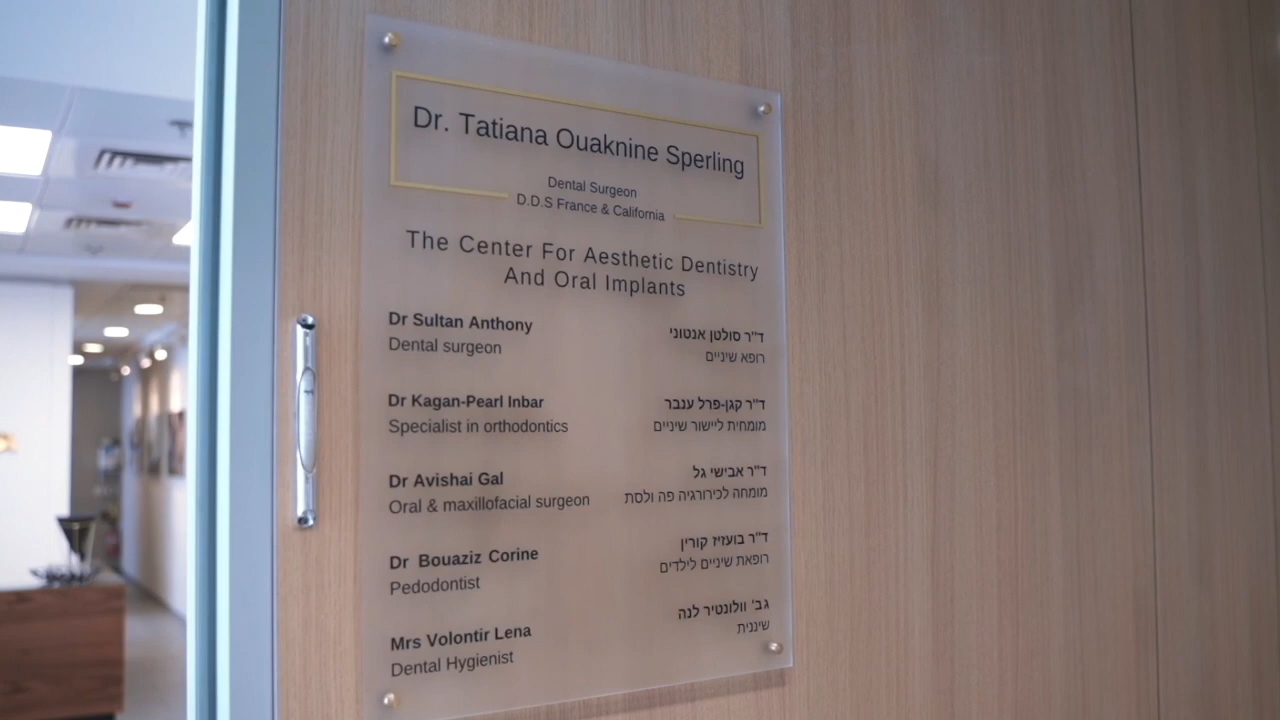 Dr. Tatiana Ouaknine Sperling
Dental Surgeon
D.D.S France & California
The Center For Aesthetic Dentistry
And Oral Implants
Dr Sultan Anthony
Dental surgeon
ד"ר סולטן אנטוני
רופא שיניים
Dr Kagan-Pearl Inbar
Specialist in orthodontics
ד"ר קגן-פרל ענבר
מומחית ליישור שיניים
Dr Avishai Gal
Oral & maxillofacial surgeon
ד"ר אבישי גל
מומחה לכירורגיה פה ולסת
Dr Bouaziz Corine
Pedodontist
ד"ר בועזיז קורין
רופאת שיניים לילדים
Mrs Volontir Lena
Dental Hygienist
גב' וולונטיר לנה
שיננית